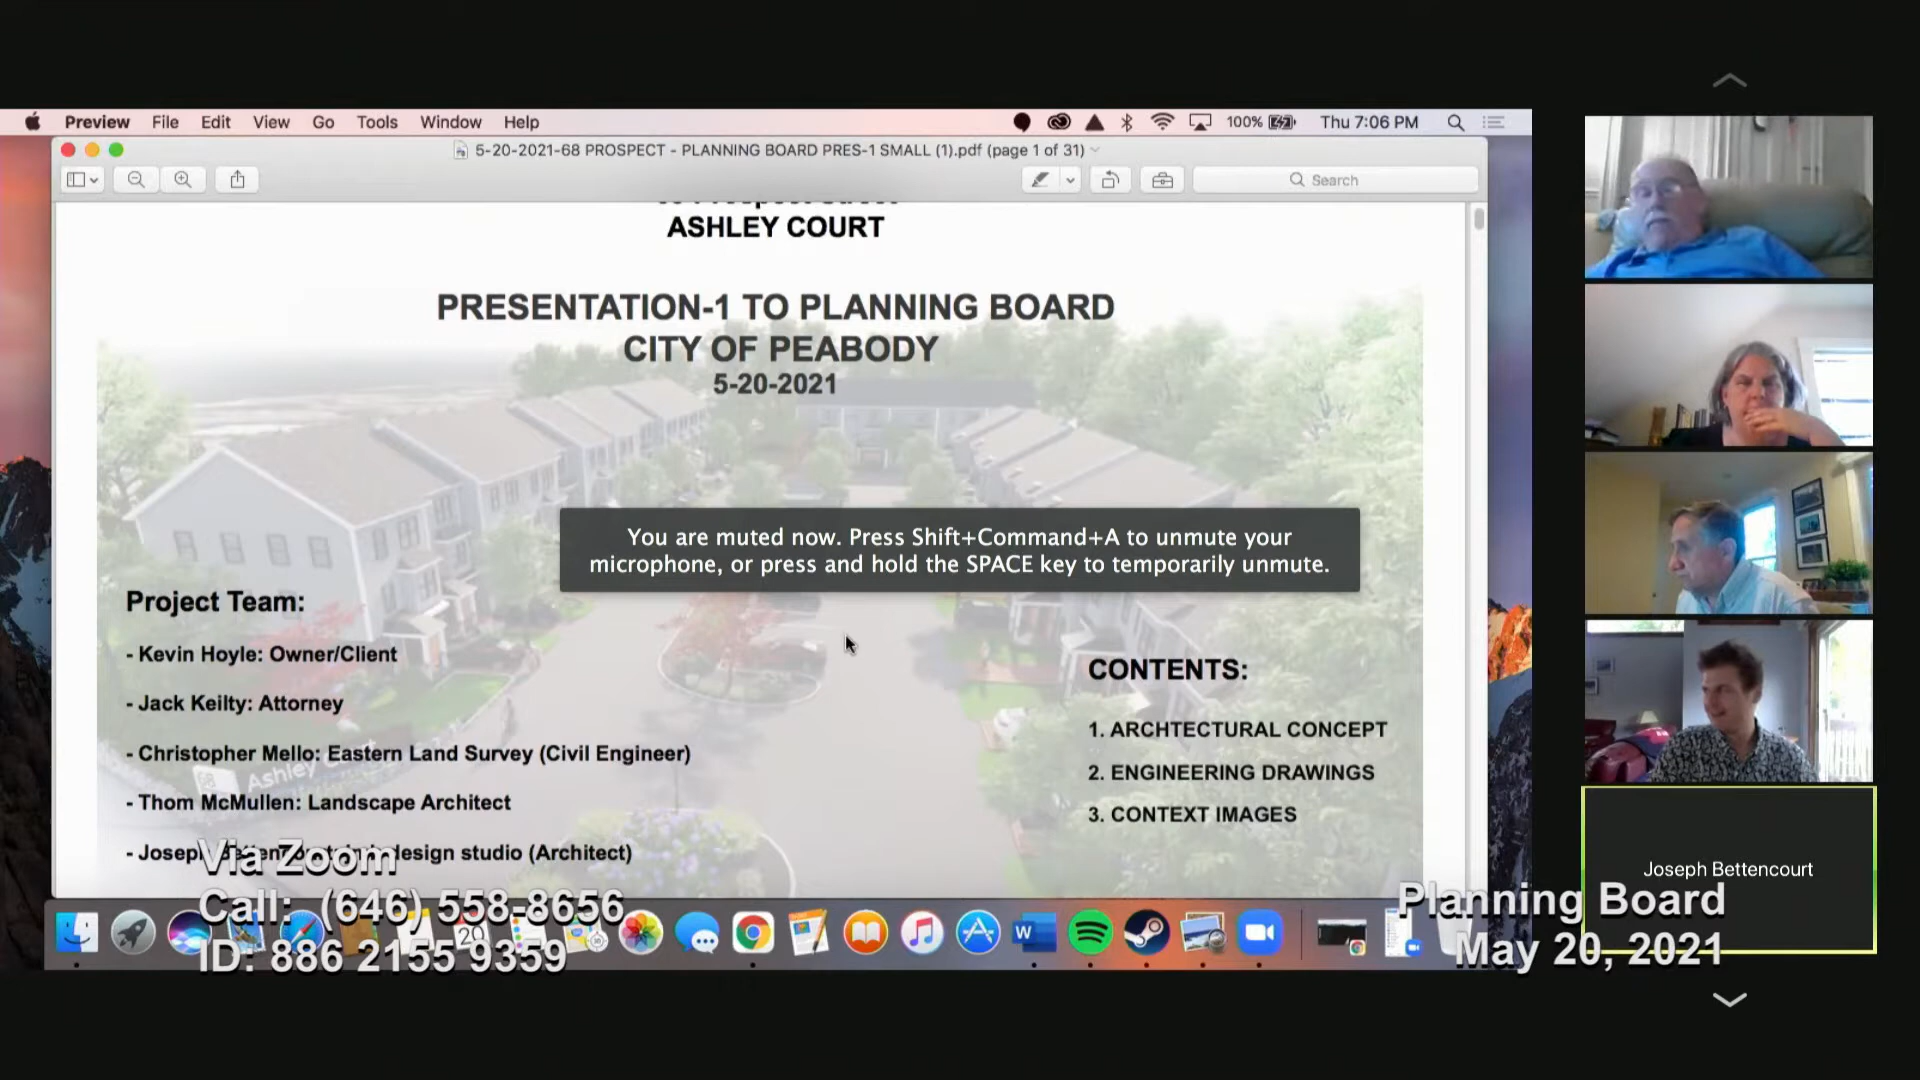 Preview File Edit View Go Tools Window Help
100% Thu 7:06 PM
5-20-2021-68 PROSPECT - PLANNING BOARD PRES-1 SMALL (1).pdf (page 1 of 31)
Search
ASHLEY COURT
PRESENTATION-1 TO PLANNING BOARD
CITY OF PEABODY
5-20-2021
You are muted now. Press Shift+Command+A to unmute your
microphone, or press and hold the SPACE key to temporarily unmute.
Project Team:
- Kevin Hoyle: Owner/Client
- Jack Keilty: Attorney
- Christopher Mello: Eastern Land Survey (Civil Engineer)
- Thom McMullen: Landscape Architect
design studio (Architect)
CONTENTS:
1. ARCHTECTURAL CONCEPT
2. ENGINEERING DRAWINGS
3. CONTEXT IMAGES
Ashley
Via Zoom
Call: (646) 558-8656
ID: 886 2155 9359
20
W
Joseph Bettencourt
Planning Board
May 20, 2021